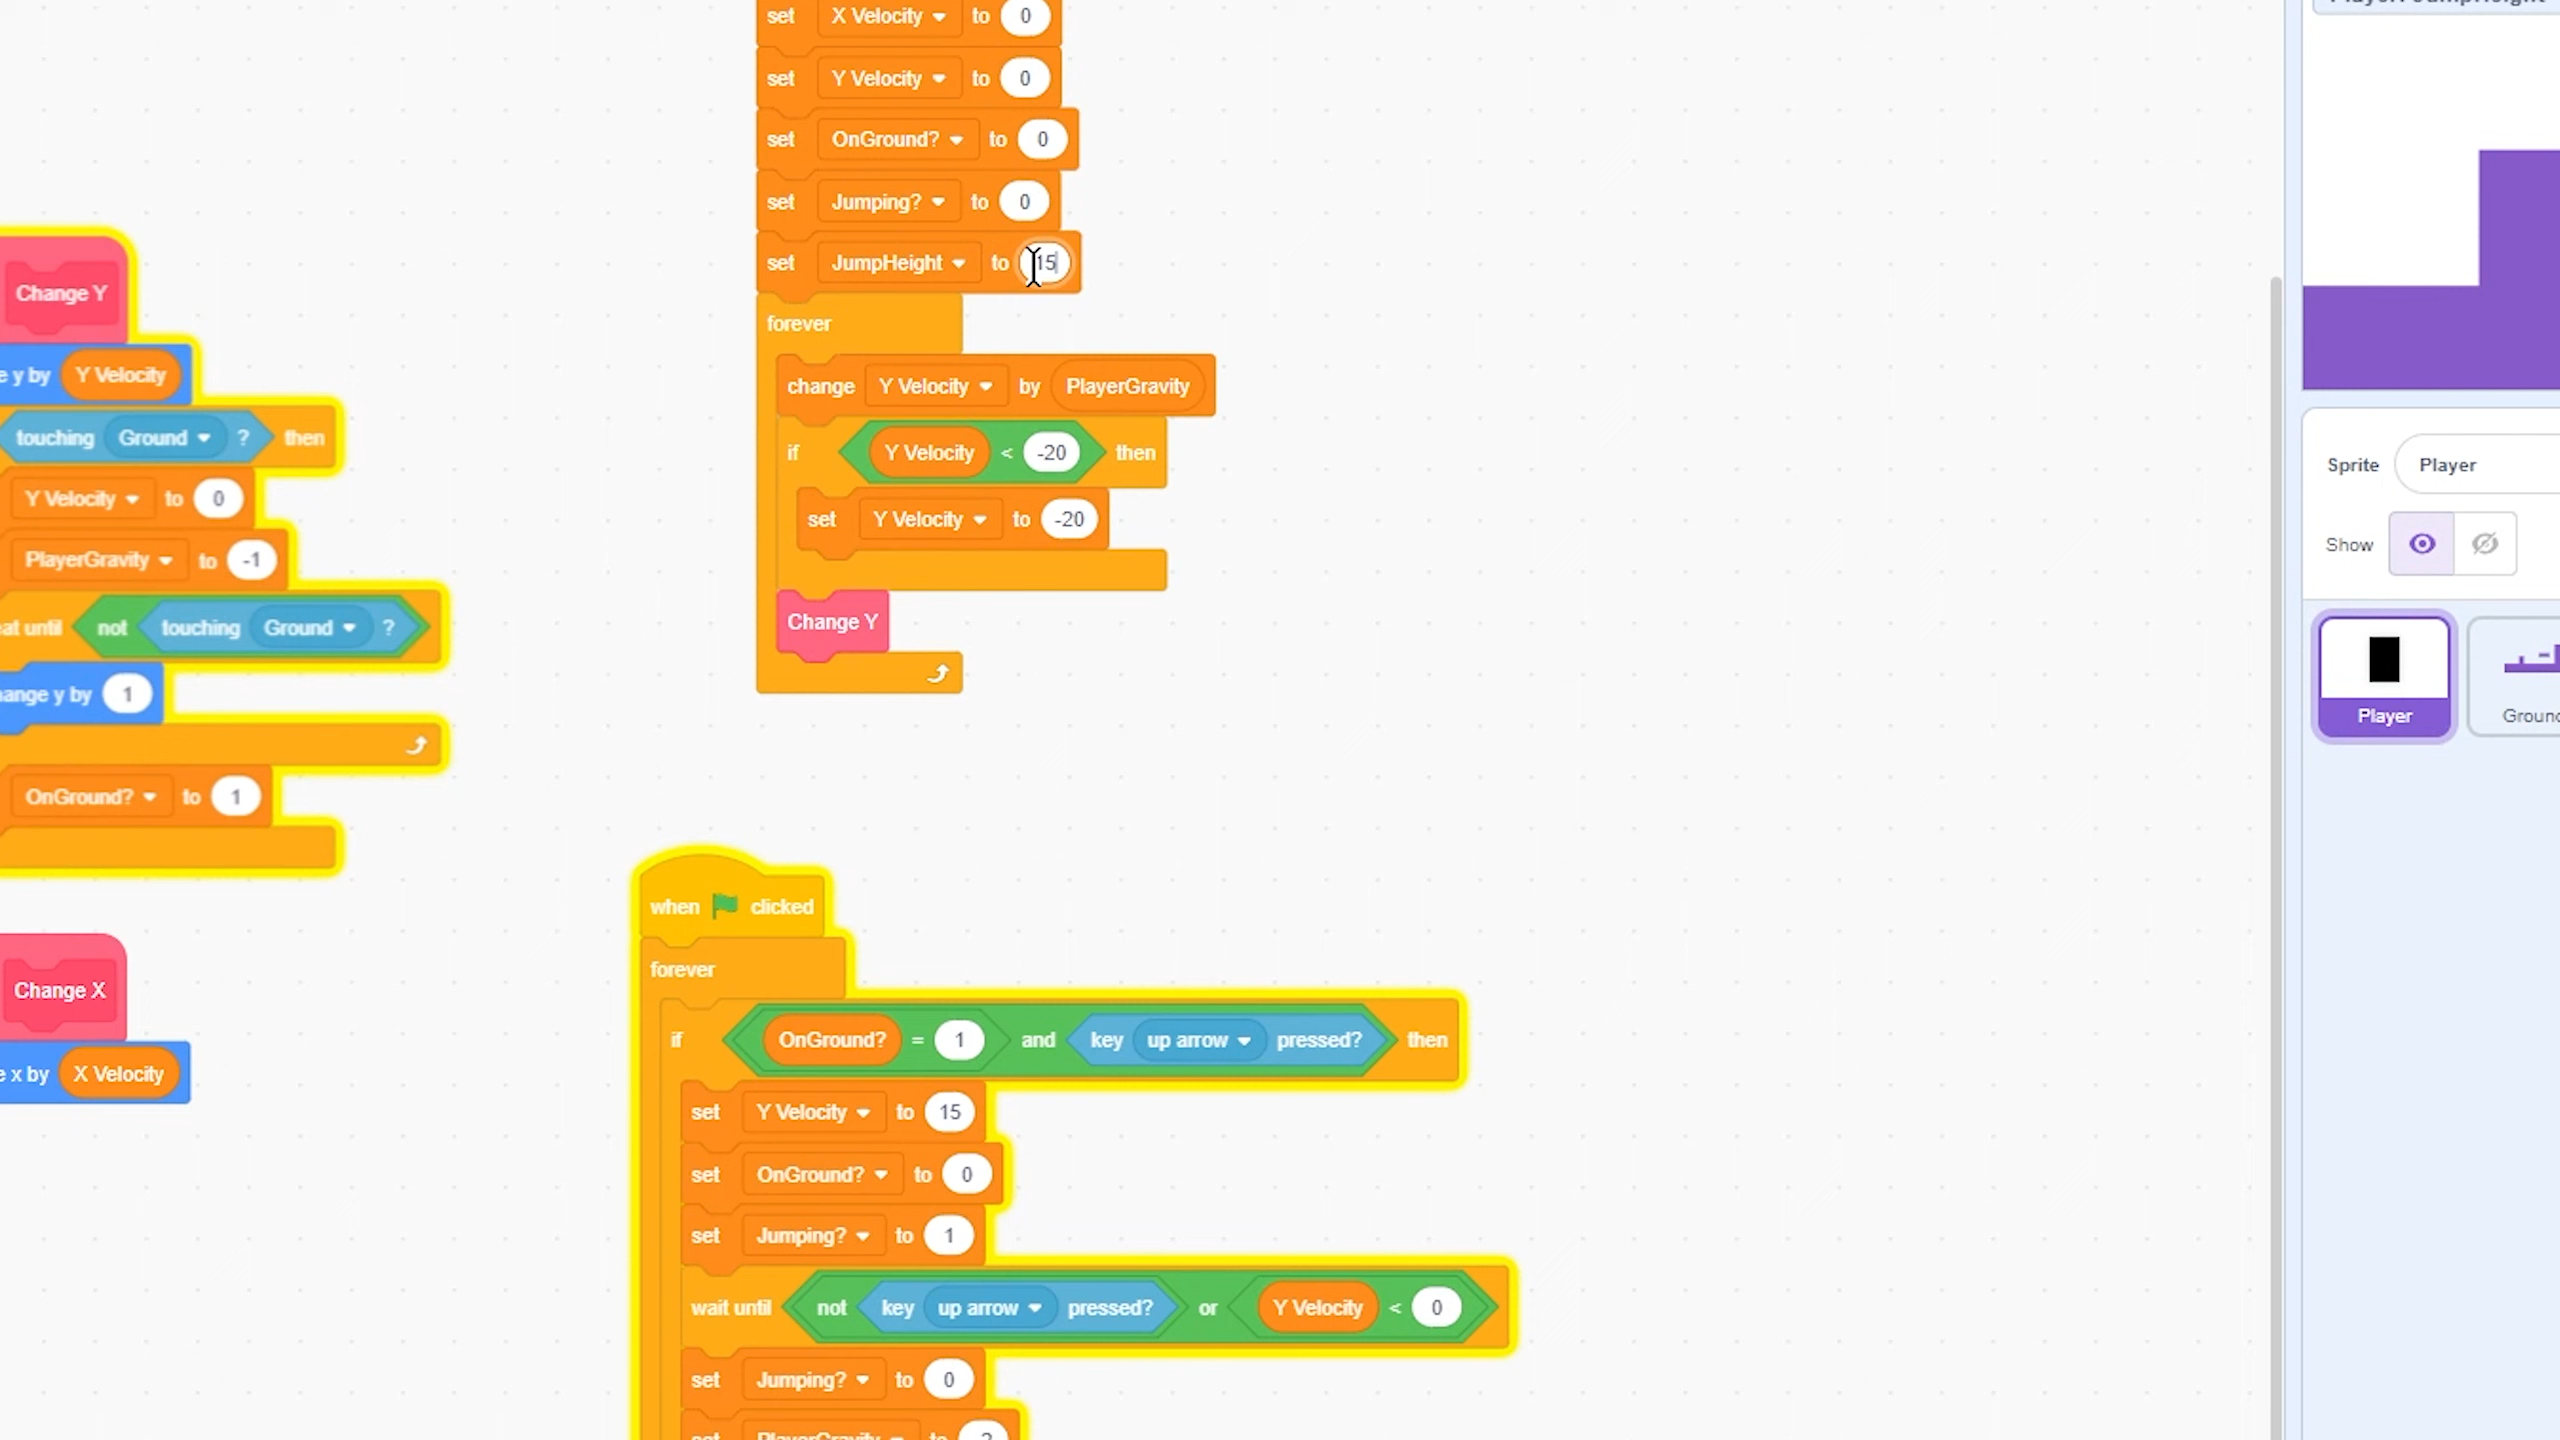 set X Velocity to 0
set Y Velocity to 0
set OnGround? to 0
set Jumping? to 0
set JumpHeight to 15
forever
change Y Velocity by PlayerGravity
if Y Velocity < -20 then
set Y Velocity to -20
Change Y
Change Y
y by Y Velocity
touching Ground ? then
Y Velocity to 0
PlayerGravity to -1
until not touching Ground ?
y by 1
OnGround? to 1
Change X
x by X Velocity
when clicked
forever
if OnGround? = 1 and key up arrow pressed? then
set Y Velocity to 15
set OnGround? to 0
set Jumping? to 1
wait until not key up arrow pressed? or Y Velocity < 0
set Jumping? to 0
set PlayerGravity to
Sprite Player
Show
Player
Groun